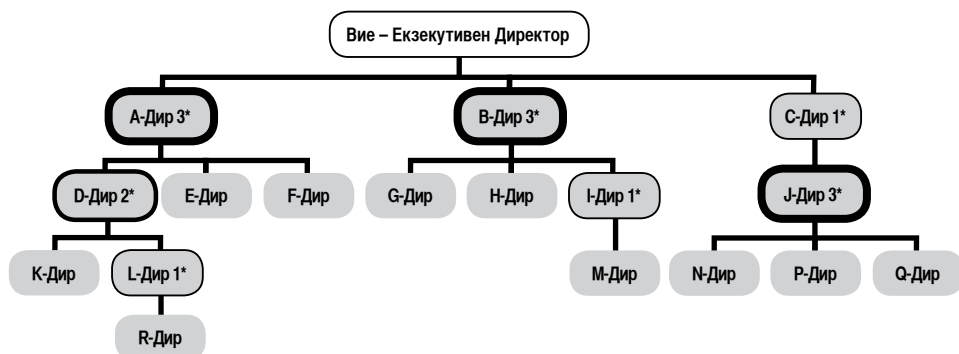 Вие – Екзекутивен Директор
A-Дир 3*
B-Дир 3*
C-Дир 1*
D-Дир 2*
E-Дир
F-Дир
G-Дир
H-Дир
I-Дир 1*
J-Дир 3*
K-Дир
L-Дир 1*
M-Дир
N-Дир
P-Дир
Q-Дир
R-Дир